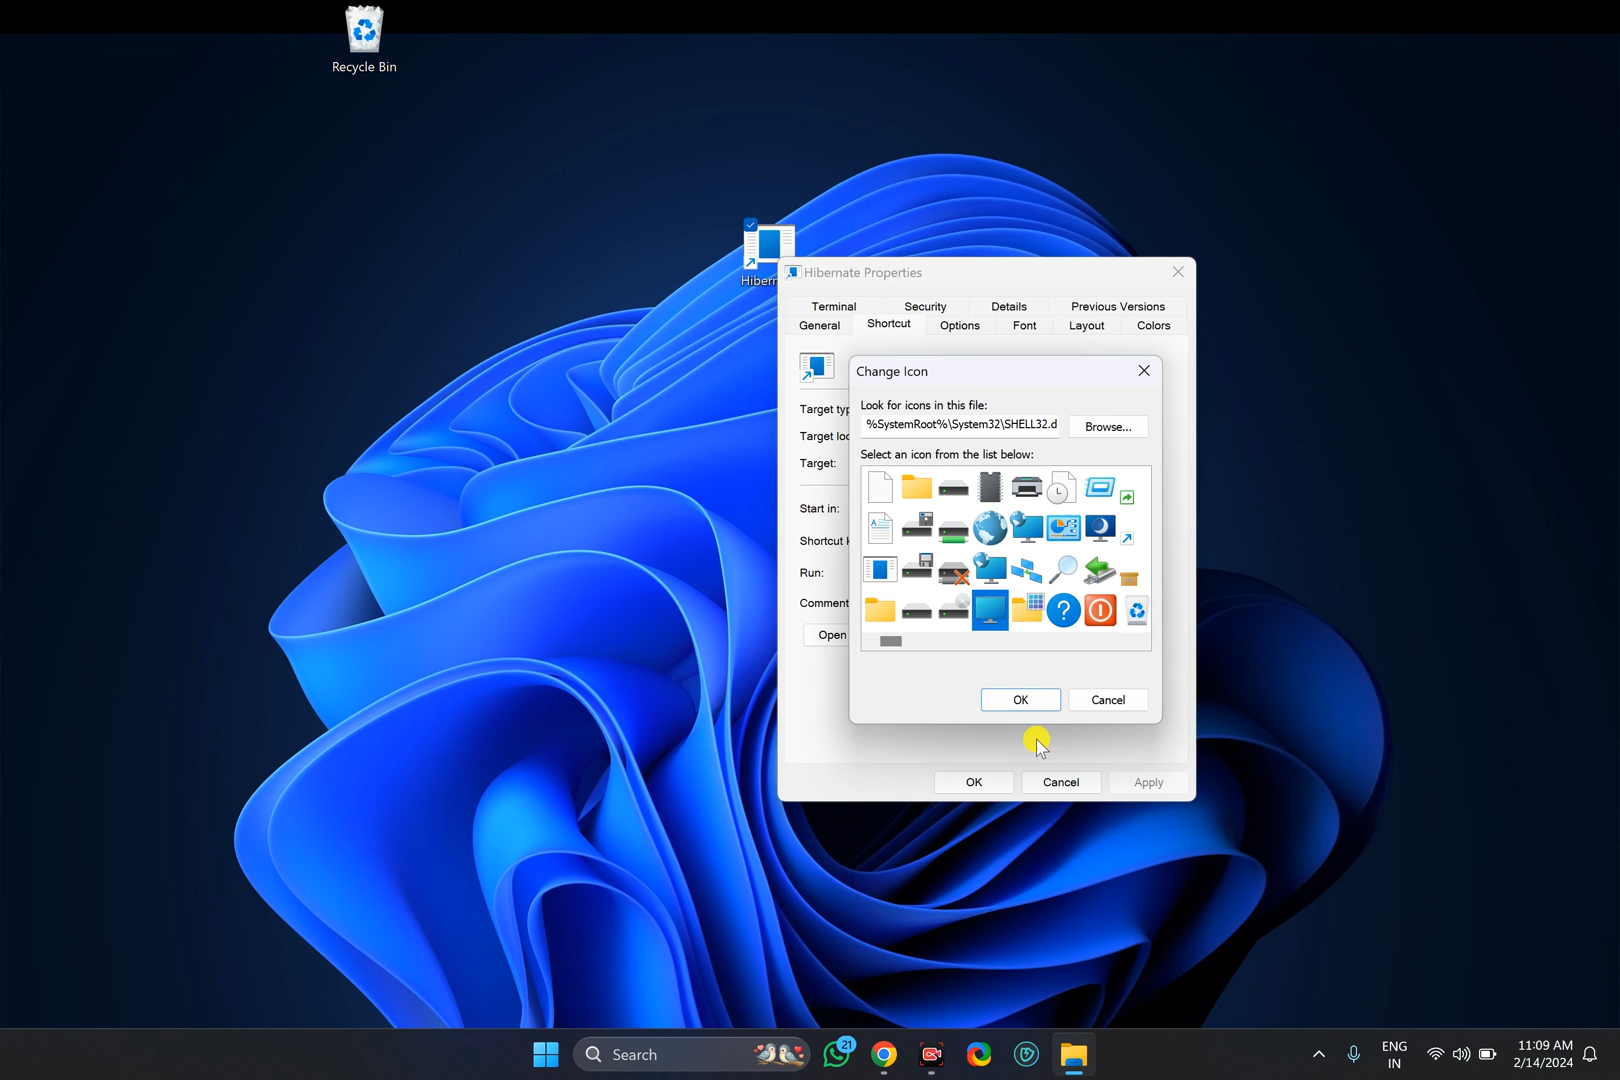 Recycle Bin
Hibern
Hibernate Properties
Terminal
Security
Details
Previous Versions
General
Shortcut
Options
Font
Layout
Colors
Change Icon
Look for icons in this file:
%SystemRoot%\System32\SHELL32.d
Browse...
Select an icon from the list below:
Target typ
Target loc
Target:
Start in:
Shortcut k
Run:
Comment
Open
OK
Cancel
OK
Cancel
Apply
Search
21
ENG
IN
11:09 AM
2/14/2024